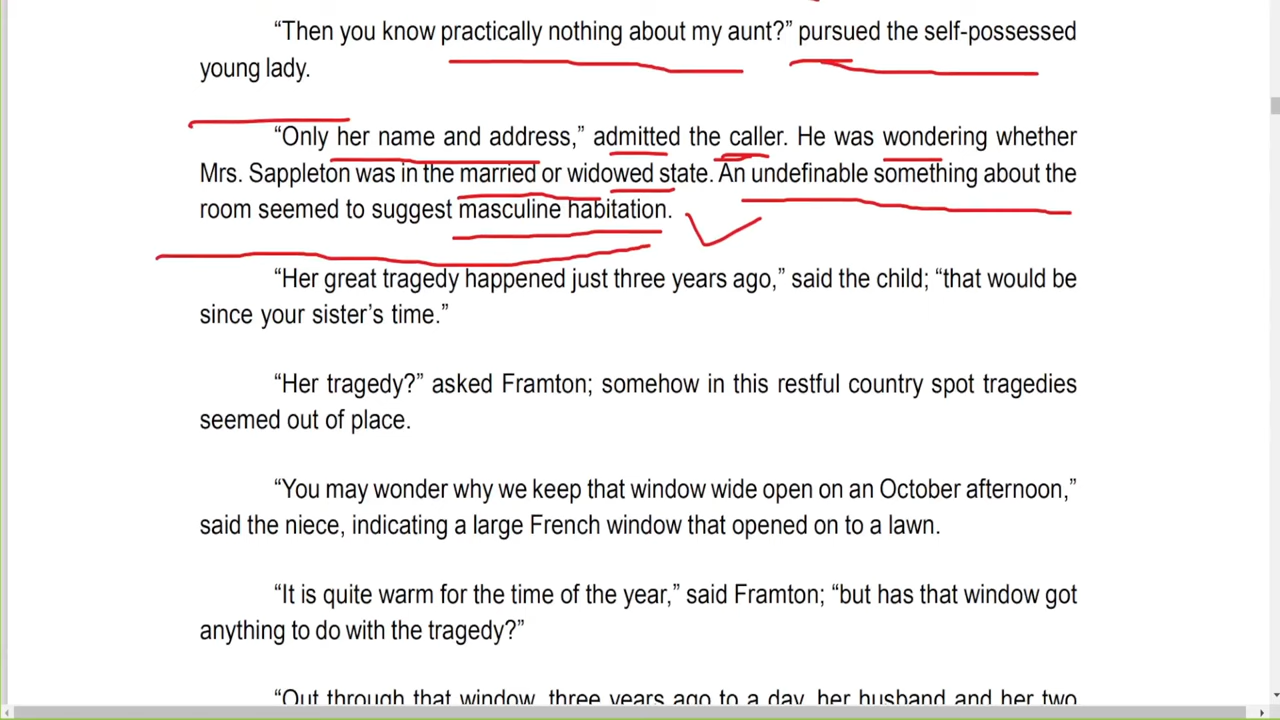 “Then you know practically nothing about my aunt?” pursued the self-possessed
young lady.
“Only her name and address,” admitted the caller. He was wondering whether
Mrs. Sappleton was in the married or widowed state. An undefinable something about the
room seemed to suggest masculine habitation.
“Her great tragedy happened just three years ago,” said the child; “that would be
since your sister’s time.”
“Her tragedy?” asked Framton; somehow in this restful country spot tragedies
seemed out of place.
“You may wonder why we keep that window wide open on an October afternoon,”
said the niece, indicating a large French window that opened on to a lawn.
“It is quite warm for the time of the year,” said Framton; “but has that window got
anything to do with the tragedy?”
“Out through that window, three years ago to a day, her husband and her two